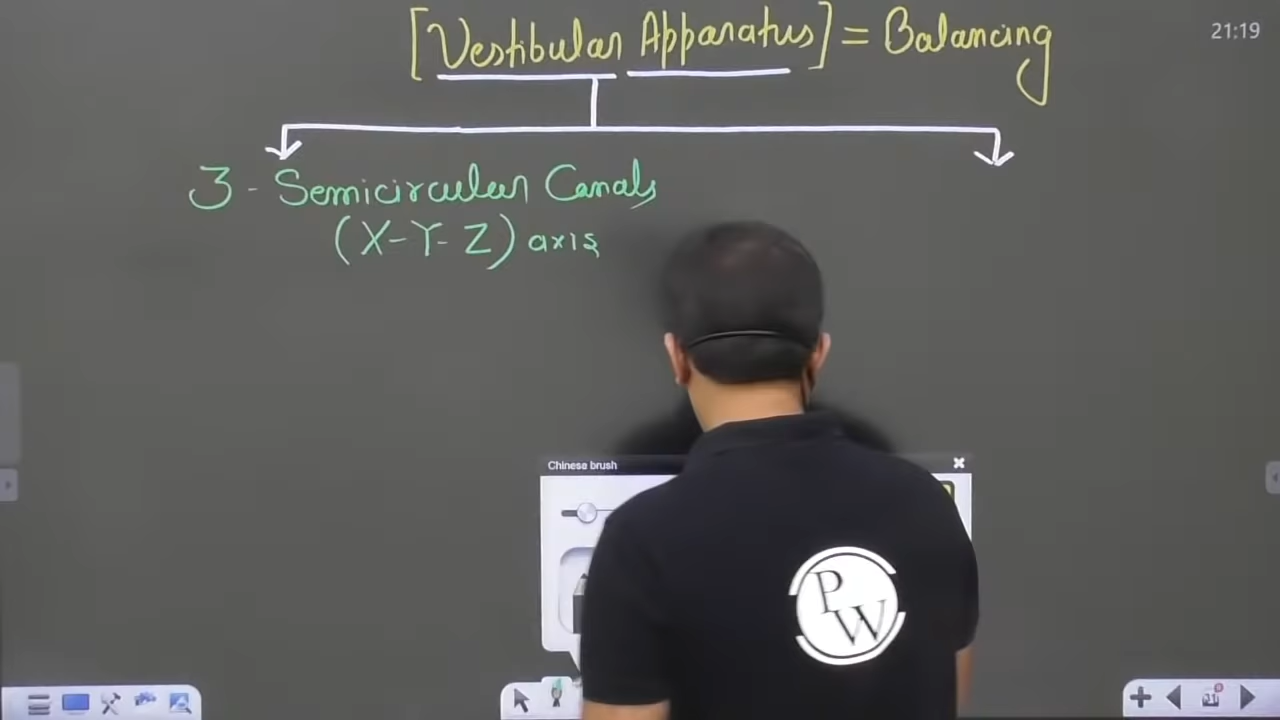 [Vestibular Apparatus] = Balancing
21:19
3 - Semicircular Canals
(X-Y-Z) axis
Chinese brush
PW